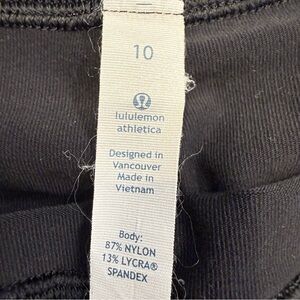 10
lululemon
athletica
Designed in
Vancouver
Made in
Vietnam
Body:
87% NYLON
13% LYCRA®
SPANDEX